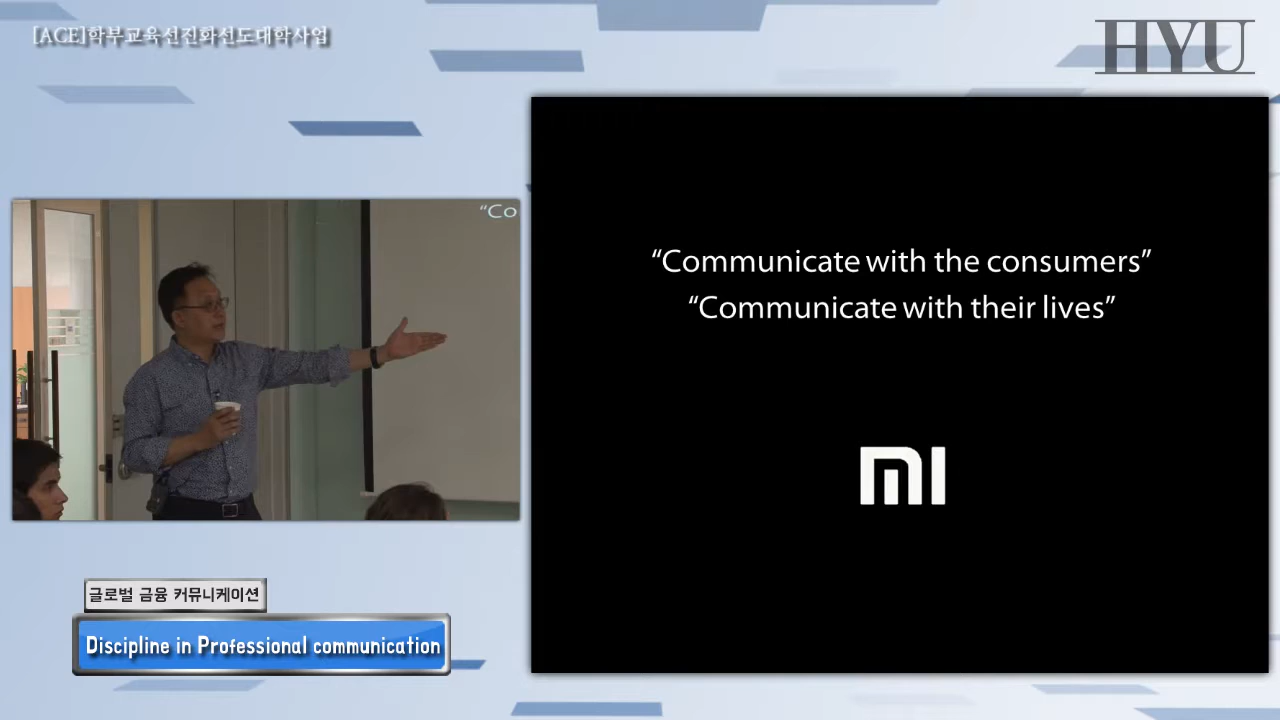 [ACE]학부교육선진화선도대학사업
HYU
“Co
“Communicate with the consumers”
“Communicate with their lives”
MI
글로벌 금융 커뮤니케이션
Discipline in Professional communication